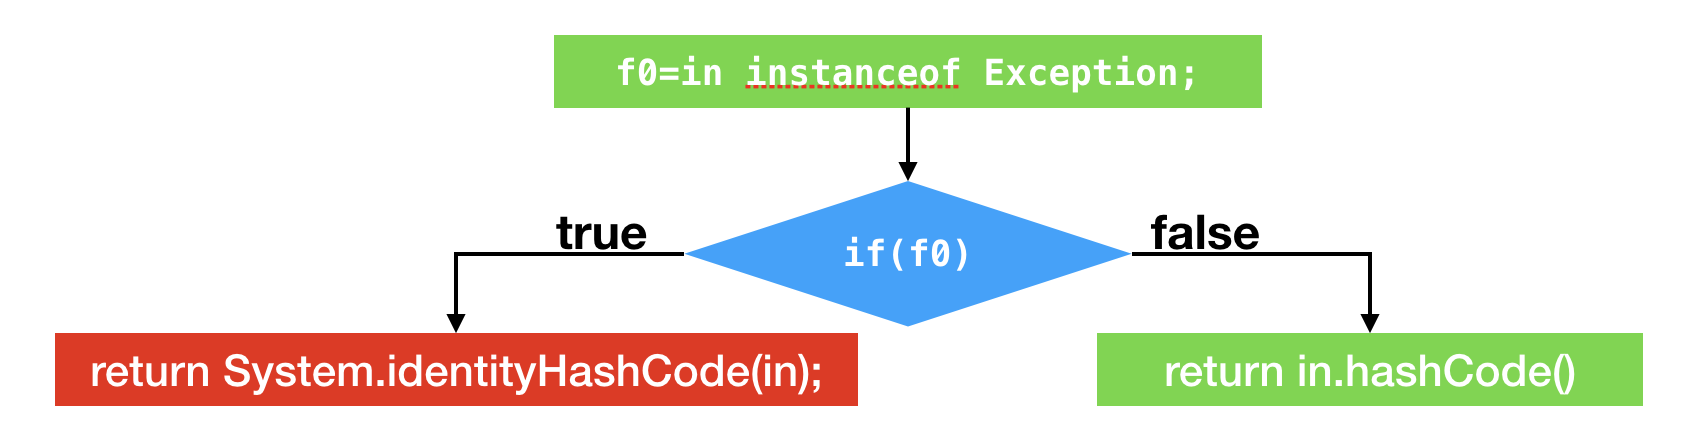 f0=in instanceof Exception;
true
false
if(f0)
return System.identityHashCode(in);
return in.hashCode()